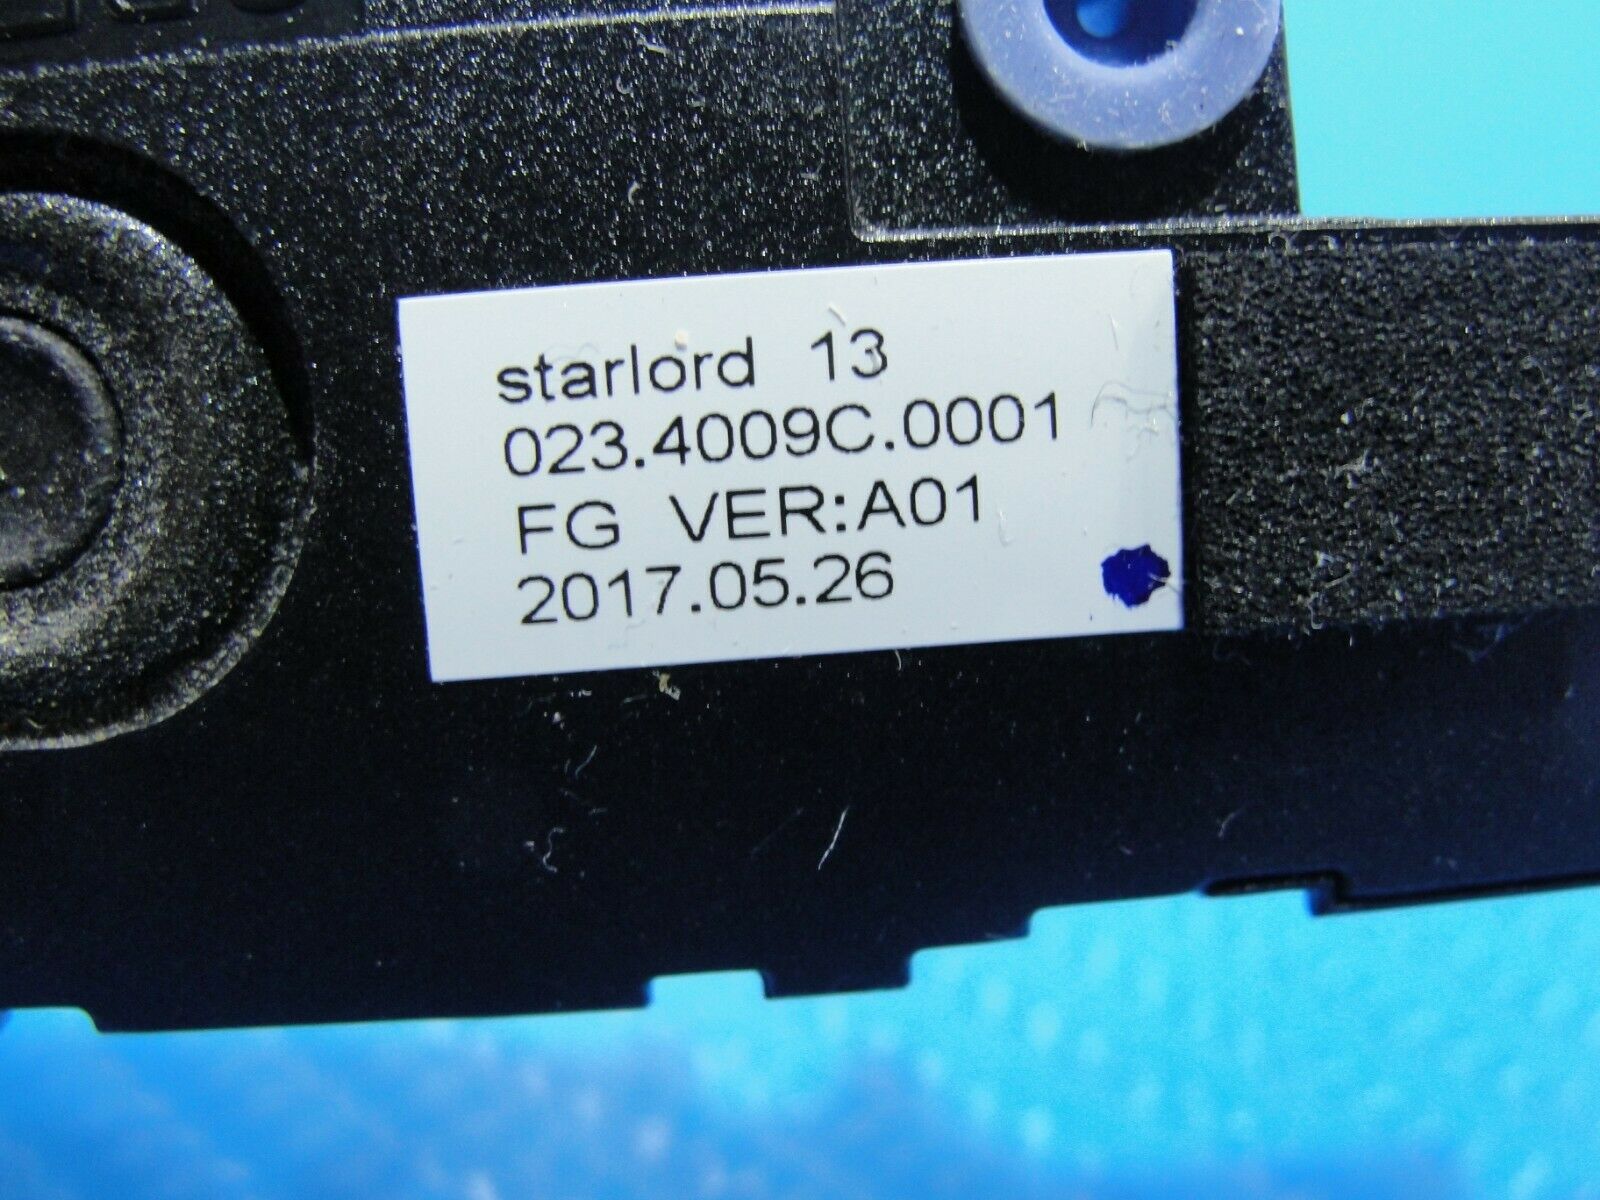 starlord 13
023.4009C.0001
FG VER:A01
2017.05.26